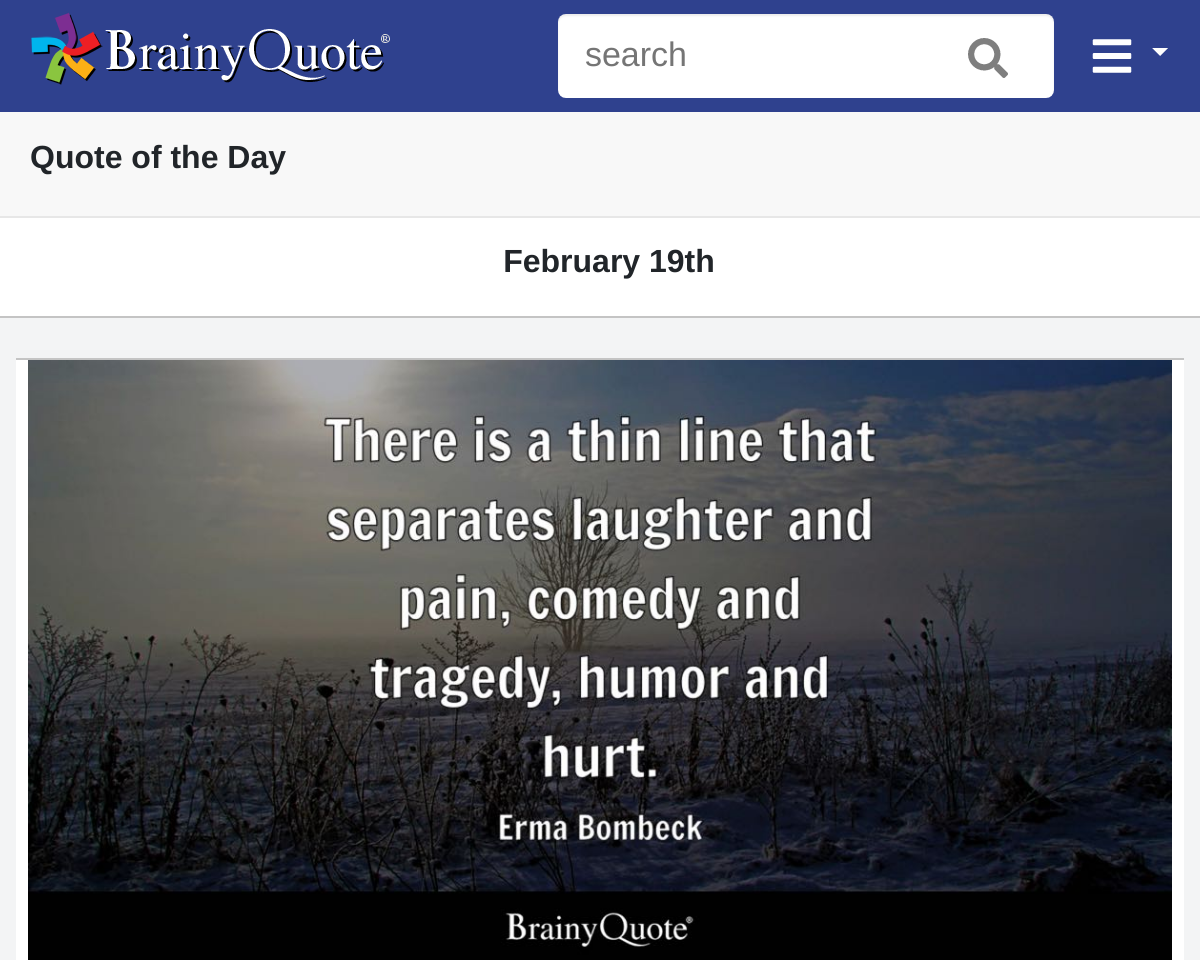 BrainyQuote®
search
Quote of the Day
February 19th
There is a thin line that
separates laughter and
pain, comedy and
tragedy, humor and
hurt.
Erma Bombeck
BrainyQuote®